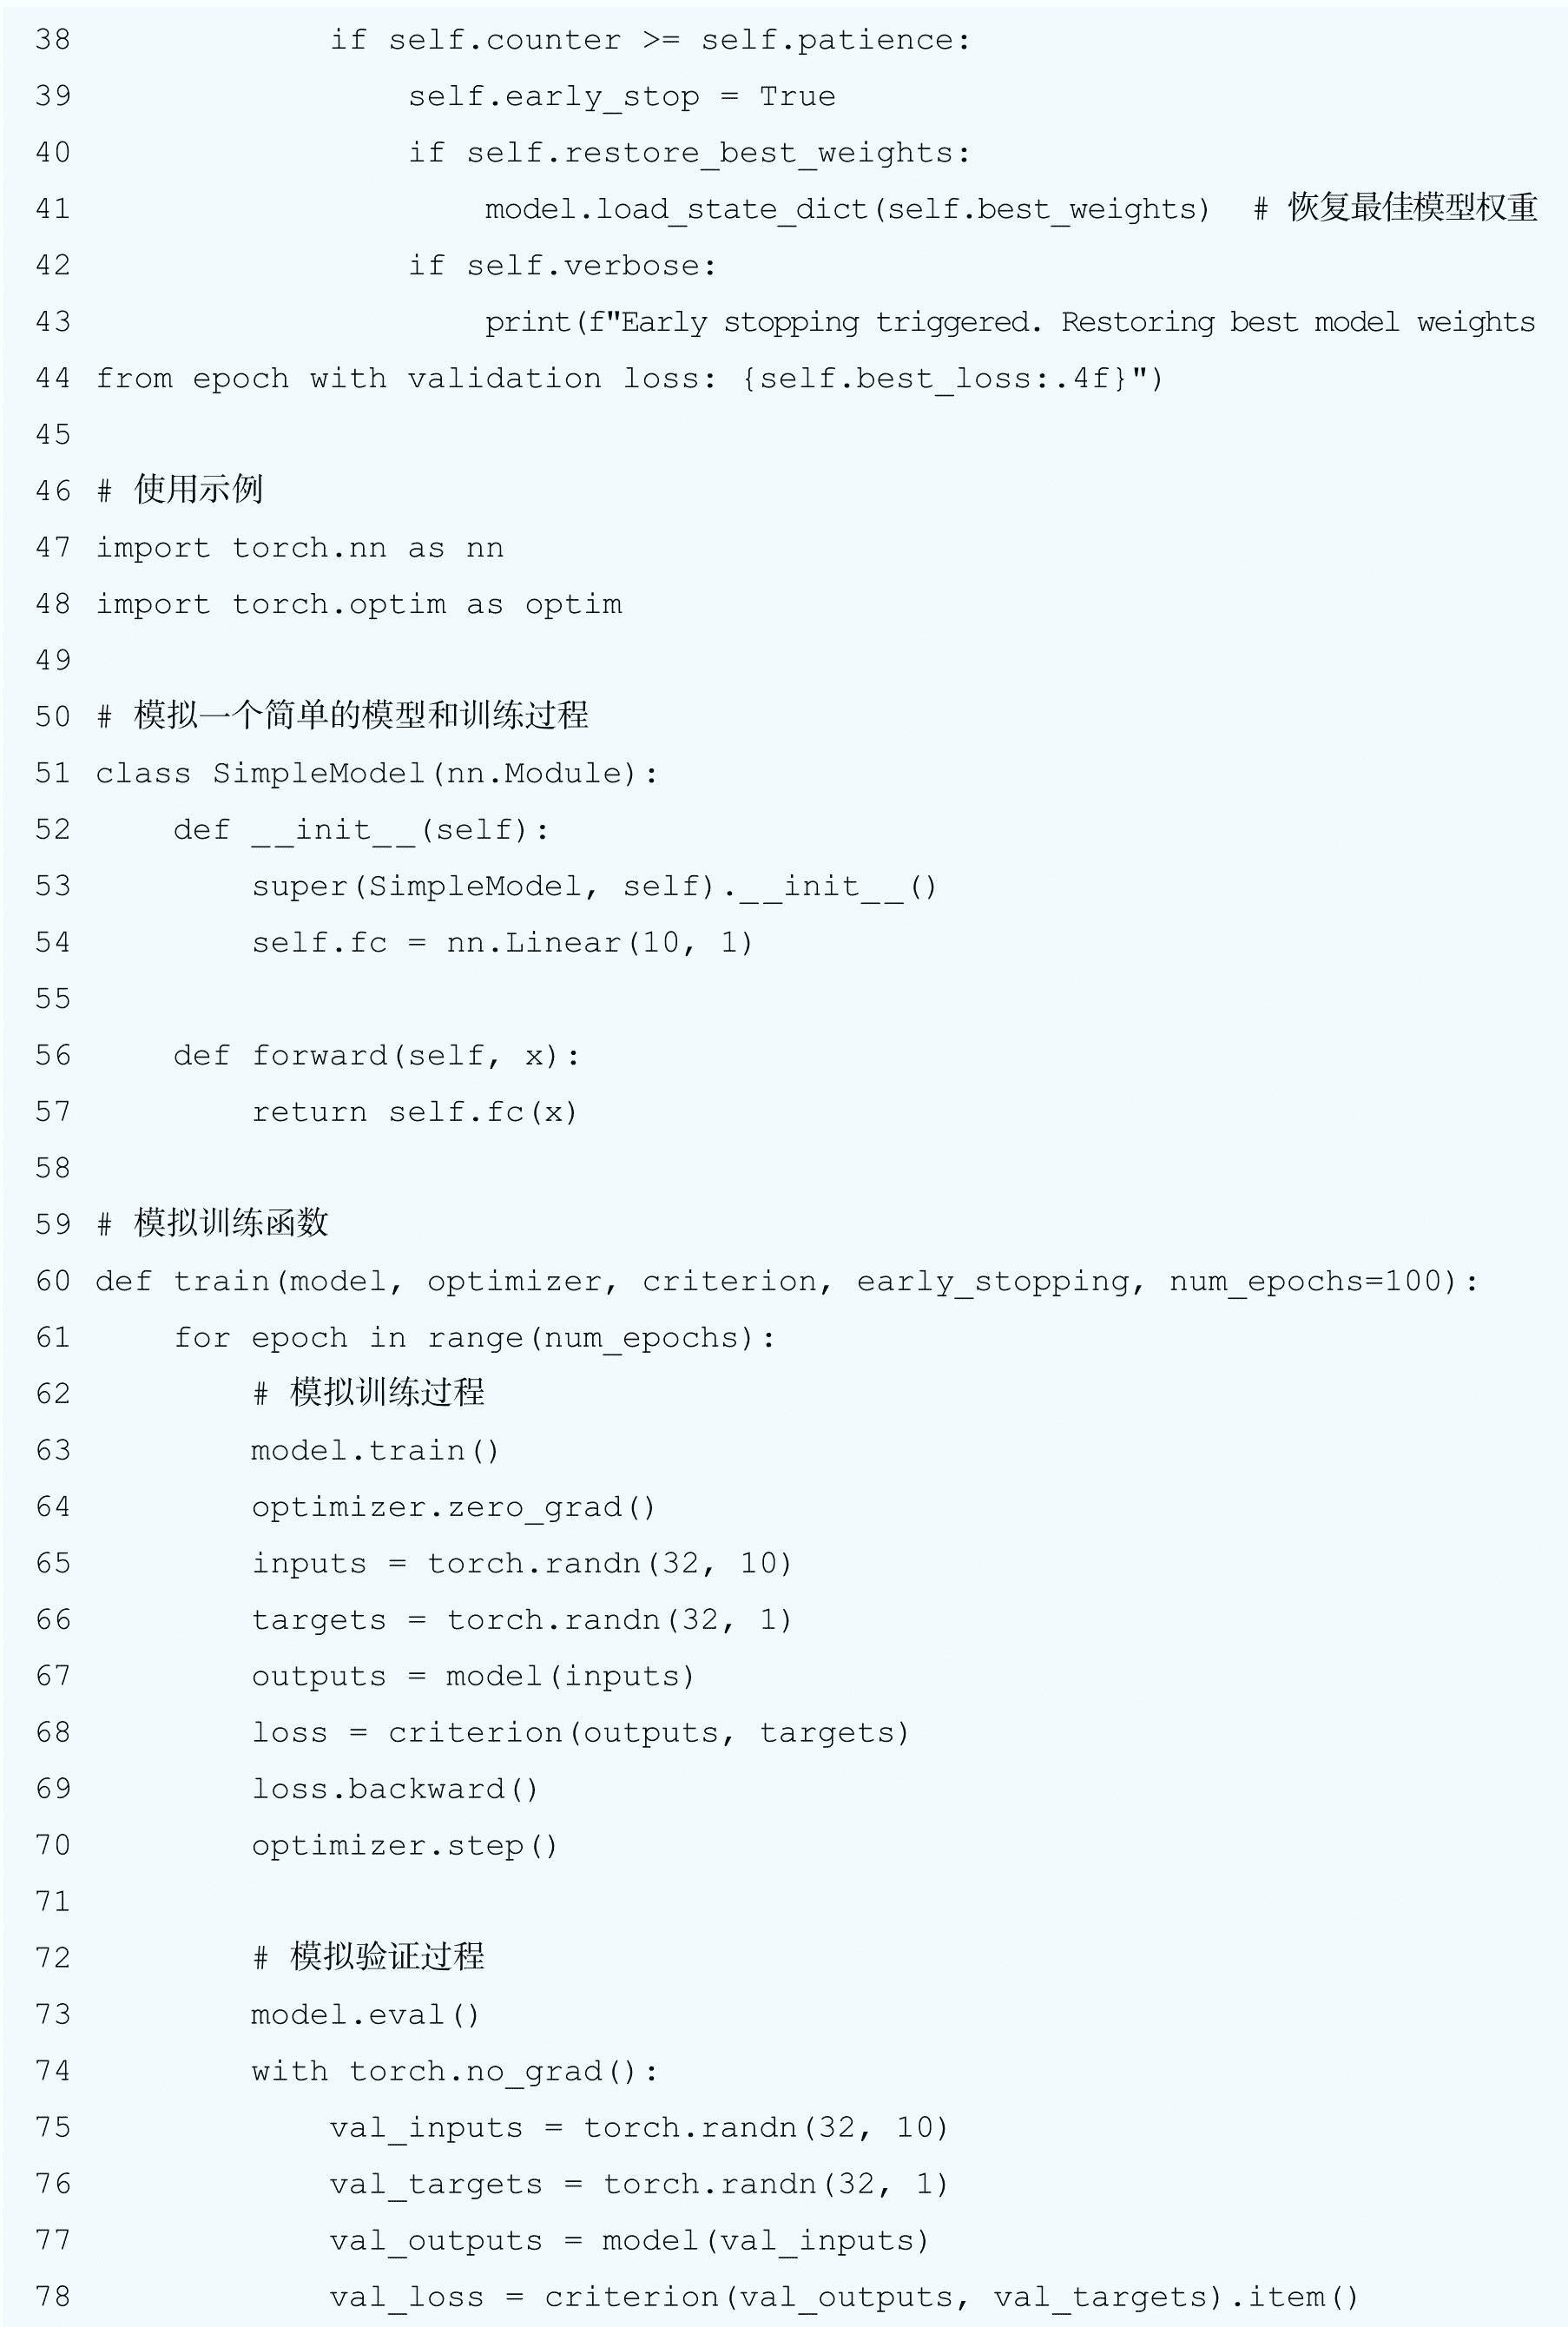 38             if self.counter >= self.patience:
39                 self.early_stop = True
40                 if self.restore_best_weights:
41                     model.load_state_dict(self.best_weights)  # 恢复最佳模型权重
42                 if self.verbose:
43                     print(f"Early stopping triggered. Restoring best model weights
44 from epoch with validation loss: {self.best_loss:.4f}")
45
46 # 使用示例
47 import torch.nn as nn
48 import torch.optim as optim
49
50 # 模拟一个简单的模型和训练过程
51 class SimpleModel(nn.Module):
52     def __init__(self):
53         super(SimpleModel, self).__init__()
54         self.fc = nn.Linear(10, 1)
55
56     def forward(self, x):
57         return self.fc(x)
58
59 # 模拟训练函数
60 def train(model, optimizer, criterion, early_stopping, num_epochs=100):
61     for epoch in range(num_epochs):
62         # 模拟训练过程
63         model.train()
64         optimizer.zero_grad()
65         inputs = torch.randn(32, 10)
66         targets = torch.randn(32, 1)
67         outputs = model(inputs)
68         loss = criterion(outputs, targets)
69         loss.backward()
70         optimizer.step()
71
72         # 模拟验证过程
73         model.eval()
74         with torch.no_grad():
75             val_inputs = torch.randn(32, 10)
76             val_targets = torch.randn(32, 1)
77             val_outputs = model(val_inputs)
78             val_loss = criterion(val_outputs, val_targets).item()